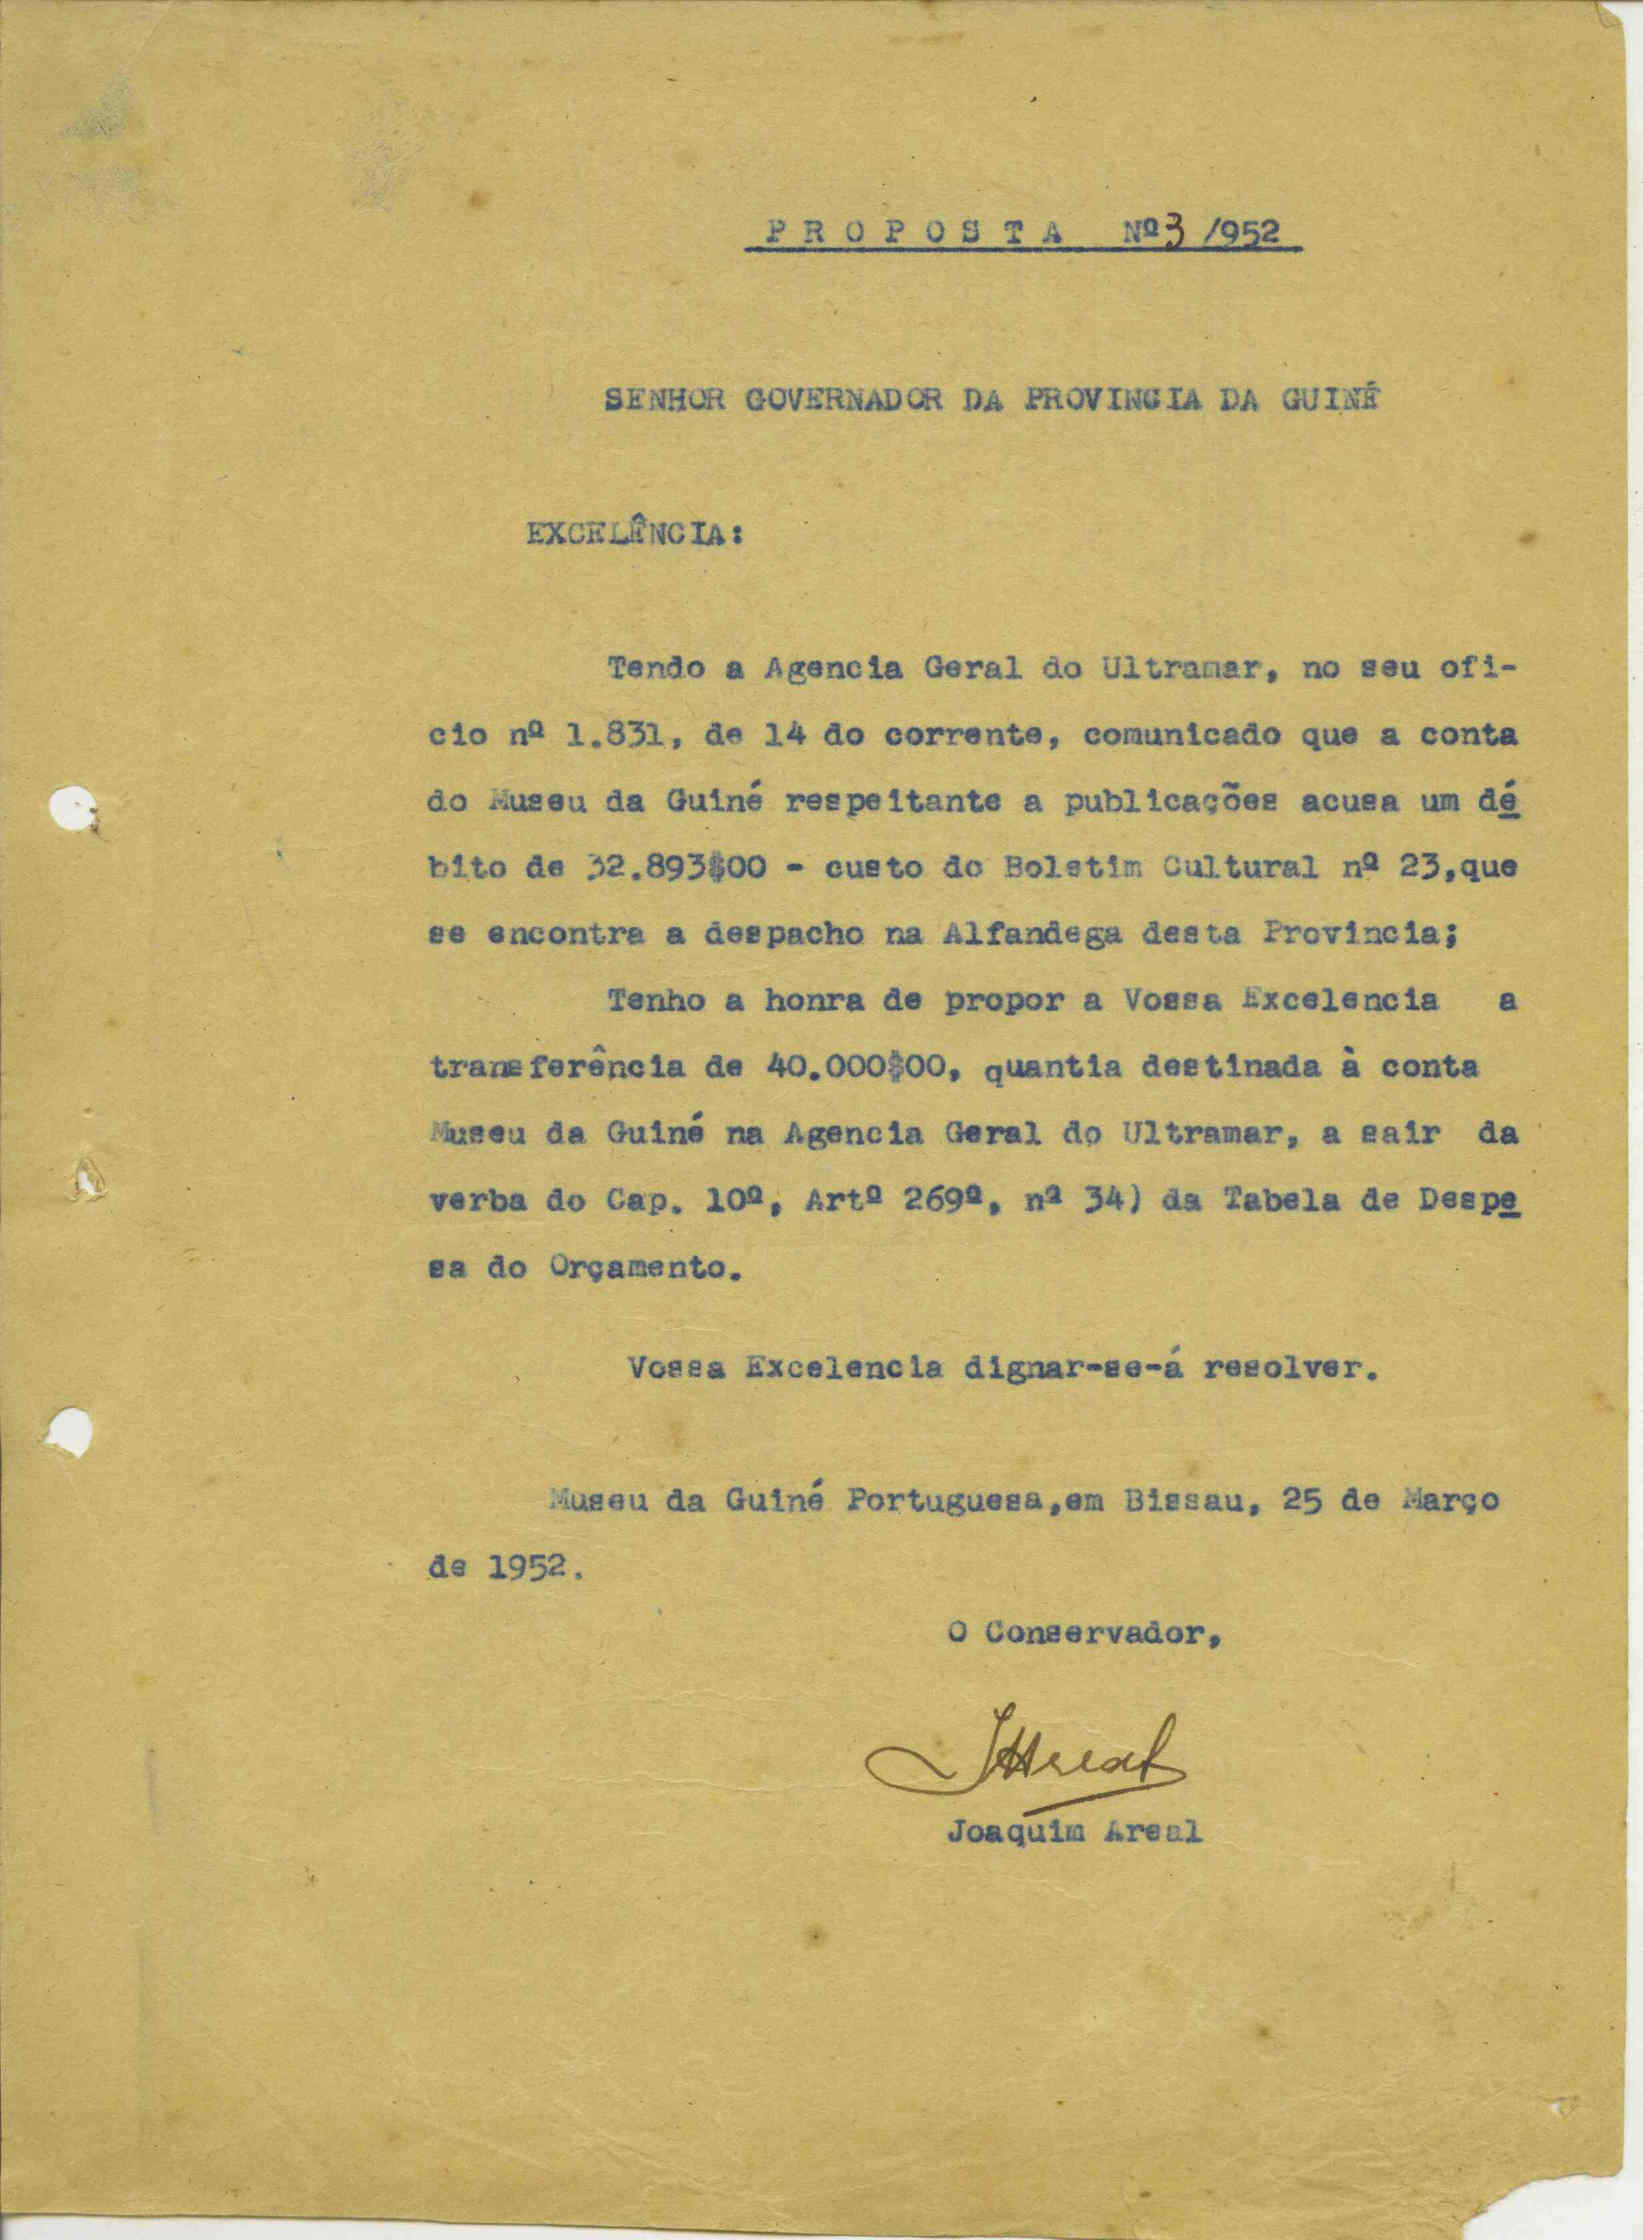 PROPOSTA Nº3 /952
SENHOR GOVERNADOR DA PROVINCIA DA GUINÉ
EXCELÊNCIA:
Tendo a Agencia Geral do Ultramar, no seu ofi-
cio nº 1.831, de 14 do corrente, comunicado que a conta
do Museu da Guiné respeitante a publicações acusa um dé
bito de 32.893$00 - custo do Boletim Cultural nº 23,que
se encontra a despacho na Alfandega desta Provincia;
Tenho a honra de propor a Vossa Excelencia a
transferência de 40.000$00, quantia destinada à conta
Museu da Guiné na Agencia Geral do Ultramar, a sair da
verba do Cap. 10º, Artº 269º, nº 34) da Tabela de Despe
sa do Orçamento.
Vossa Excelencia dignar-se-á resolver.
Museu da Guiné Portuguesa,em Bissau, 25 de Março
de 1952.
O Conservador,
JAreal
Joaquim Areal